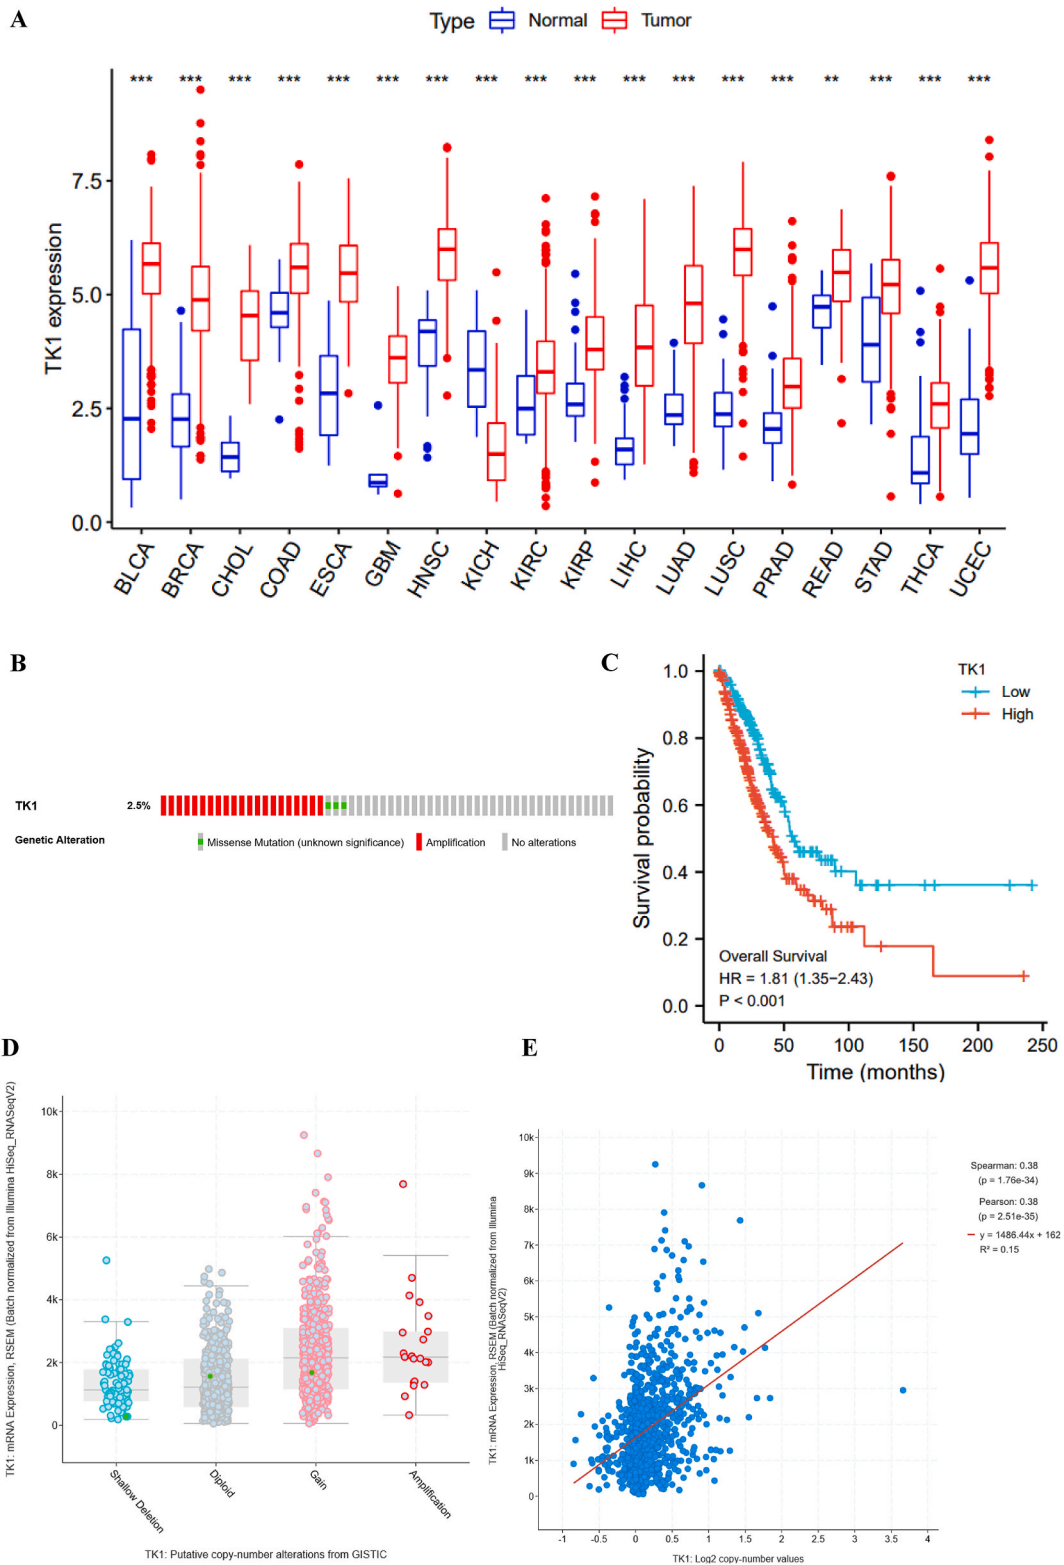 A
Type Normal Tumor
*** *** *** *** *** *** *** *** *** *** *** *** *** *** ** *** *** ***
TK1 expression
7.5
5.0
2.5
0.0
BLCA BRCA CHOL COAD ESCA GBM HNSC KICH KIRC KIRP LIHC LUAD LUSC PRAD READ STAD THCA UCEC
B
TK1 2.5%
Genetic Alteration Missense Mutation (unknown significance) Amplification No alterations
C
TK1
Low
High
Survival probability
1.0
0.8
0.6
0.4
0.2
0.0
Overall Survival
HR = 1.81 (1.35−2.43)
P < 0.001
0 50 100 150 200 250
Time (months)
D
TK1: mRNA Expression, RSEM (Batch normalized from Illumina HiSeq_RNASeqV2)
10k
8k
6k
4k
2k
0
Shallow Deletion Diploid Gain Amplification
TK1: Putative copy-number alterations from GISTIC
E
TK1: mRNA Expression, RSEM (Batch normalized from Illumina
HiSeq_RNASeqV2)
10k
9k
8k
7k
6k
5k
4k
3k
2k
1k
0
-1 -0.5 0 0.5 1 1.5 2 2.5 3 3.5 4
TK1: Log2 copy-number values
Spearman: 0.38
(p = 1.76e-34)
Pearson: 0.38
(p = 2.51e-35)
y = 1486.44x + 162
R² = 0.15